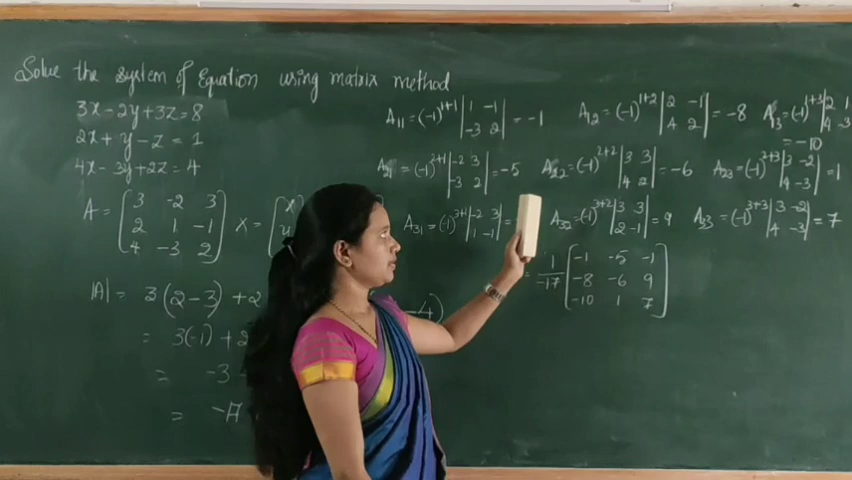 Solve the system of Equation using matrix method
3x-2y+3z=8
2x+y-z=1
4x-3y+2z=4
A₁₁=(-1)¹⁺¹|1 -1; -3 2|=-1 A₁₂=(-1)¹⁺²|2 -1; 4 2|=-8 A₁₃=(-1)¹⁺³|2 1; 4 -3
=-10
A₂₁=(-1)²⁺¹|-2 3; -3 2|=-5 A₂₂=(-1)²⁺²|3 3; 4 2|=-6 A₂₃=(-1)²⁺³|3 -2; 4 -3|=1
A₃₁=(-1)³⁺¹|-2 3; 1 -1|= A₃₂=(-1)³⁺²|3 3; 2 -1|=9 A₃₃=(-1)³⁺³|3 -2; 4 -3|=7
A=[3 -2 3; 2 1 -1; 4 -3 2] X=[x
=1/-17[-1 -5 -1; -8 -6 9; -10 1 7]
|A|= 3(2-3)+2 -4)
= 3(-1)+2
= -3
= -17